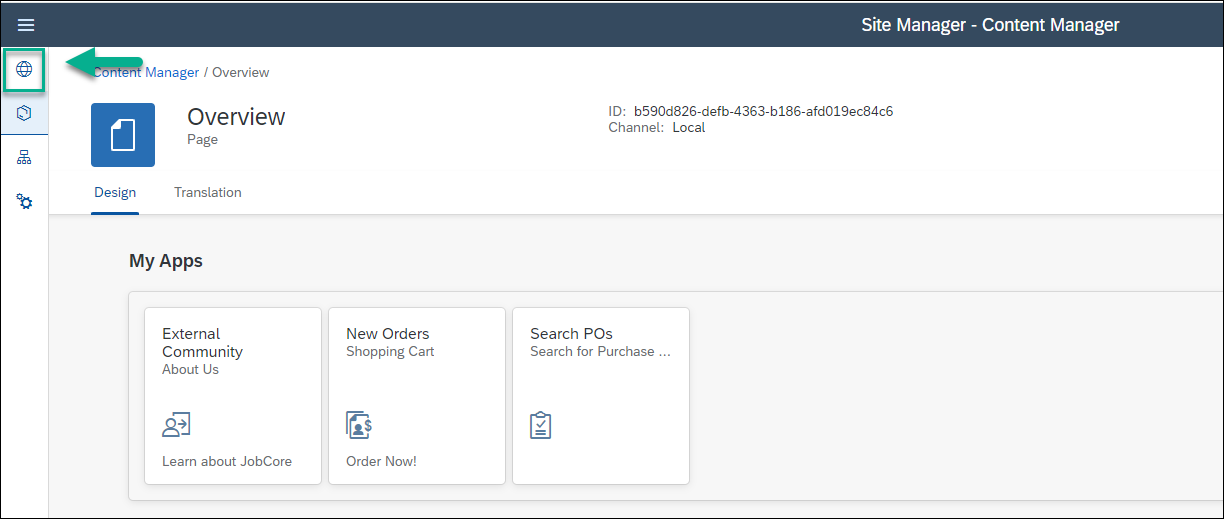 Site Manager - Content Manager
Content Manager / Overview
Overview
Page
ID: b590d826-defb-4363-b186-afd019ec84c6
Channel: Local
Design Translation
My Apps
External
Community
About Us
Learn about JobCore
New Orders
Shopping Cart
Order Now!
Search POs
Search for Purchase ...